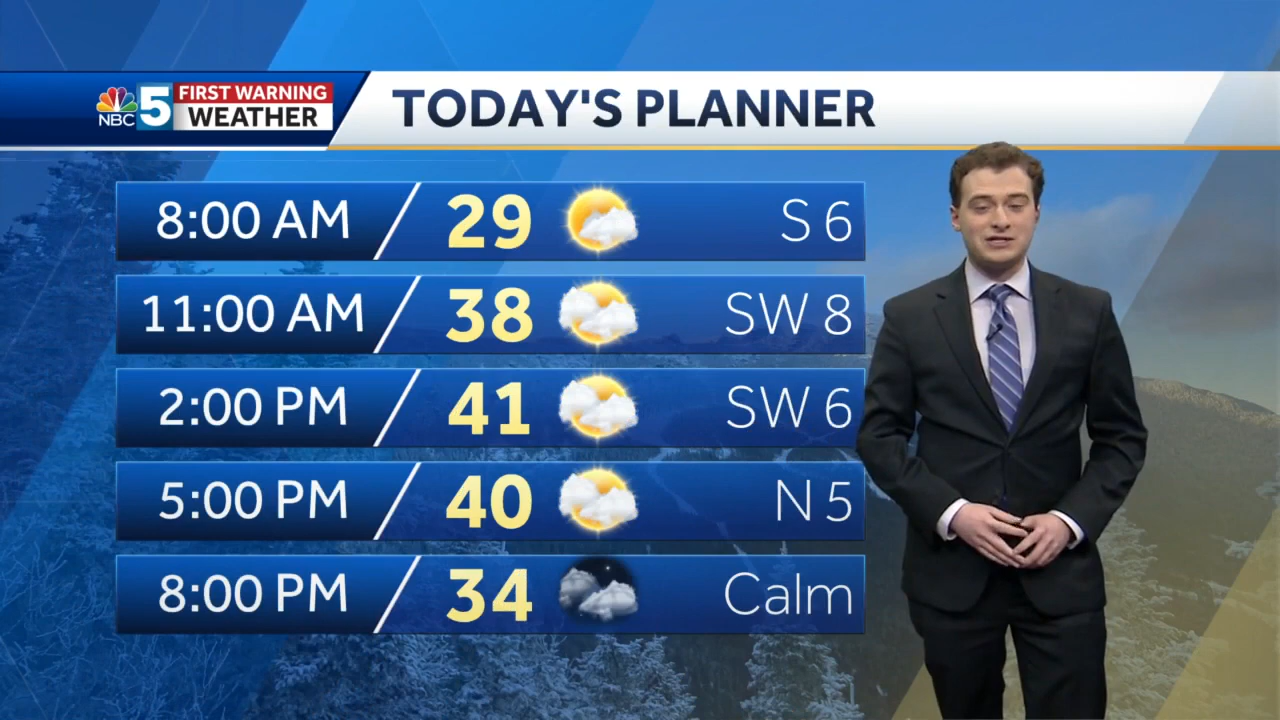 NBC 5 FIRST WARNING
WEATHER
TODAY'S PLANNER
8:00 AM 29 S 6
11:00 AM 38 SW 8
2:00 PM 41 SW 6
5:00 PM 40 N 5
8:00 PM 34 Calm